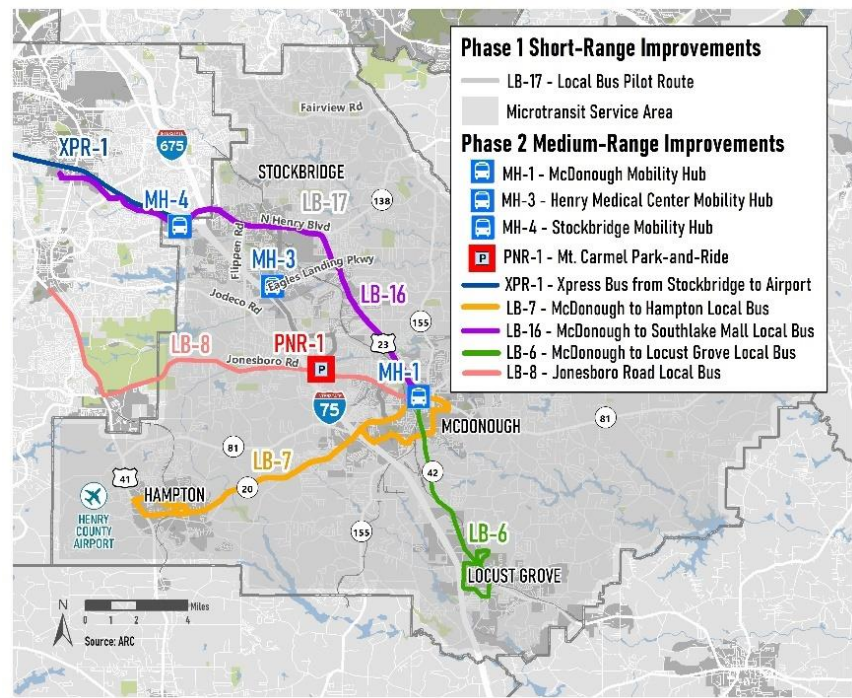 Phase 1 Short-Range Improvements
LB-17 - Local Bus Pilot Route
Microtransit Service Area
Phase 2 Medium-Range Improvements
MH-1 - McDonough Mobility Hub
MH-3 - Henry Medical Center Mobility Hub
MH-4 - Stockbridge Mobility Hub
P
PNR-1 - Mt. Carmel Park-and-Ride
XPR-1 - Xpress Bus from Stockbridge to Airport
LB-7 - McDonough to Hampton Local Bus
LB-16 - McDonough to Southlake Mall Local Bus
LB-6 - McDonough to Locust Grove Local Bus
LB-8 - Jonesboro Road Local Bus
Fairview Rd
XPR-1
675
STOCKBRIDGE
MH-4
LB-17
138
N Henry Blvd
Flippen Rd
MH-3
Eagles Landing Pkwy
Jodeco Rd
LB-16
155
PNR-1
23
LB-8
Jonesboro Rd
P
MH-1
75
MCDONOUGH
81
81
LB-7
42
41
HAMPTON
20
HENRY
COUNTY
AIRPORT
155
LB-6
LOCUST GROVE
N
Miles
0 1 2 4
Source: ARC